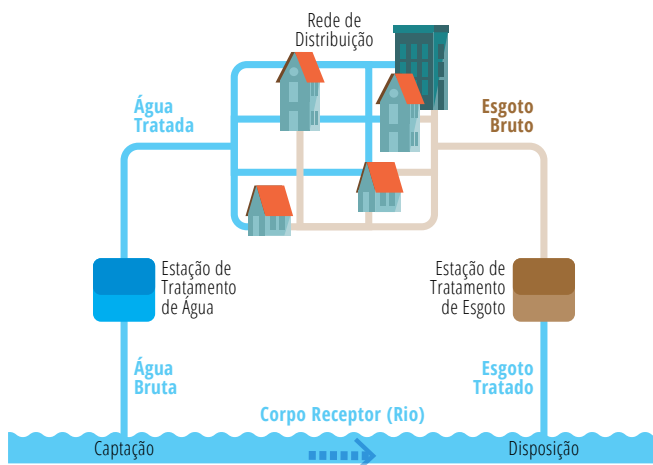 Rede de
Distribuição
Água
Tratada
Esgoto
Bruto
Estação de
Tratamento
de Água
Estação de
Tratamento
de Esgoto
Água
Bruta
Esgoto
Tratado
Corpo Receptor (Rio)
Captação
Disposição